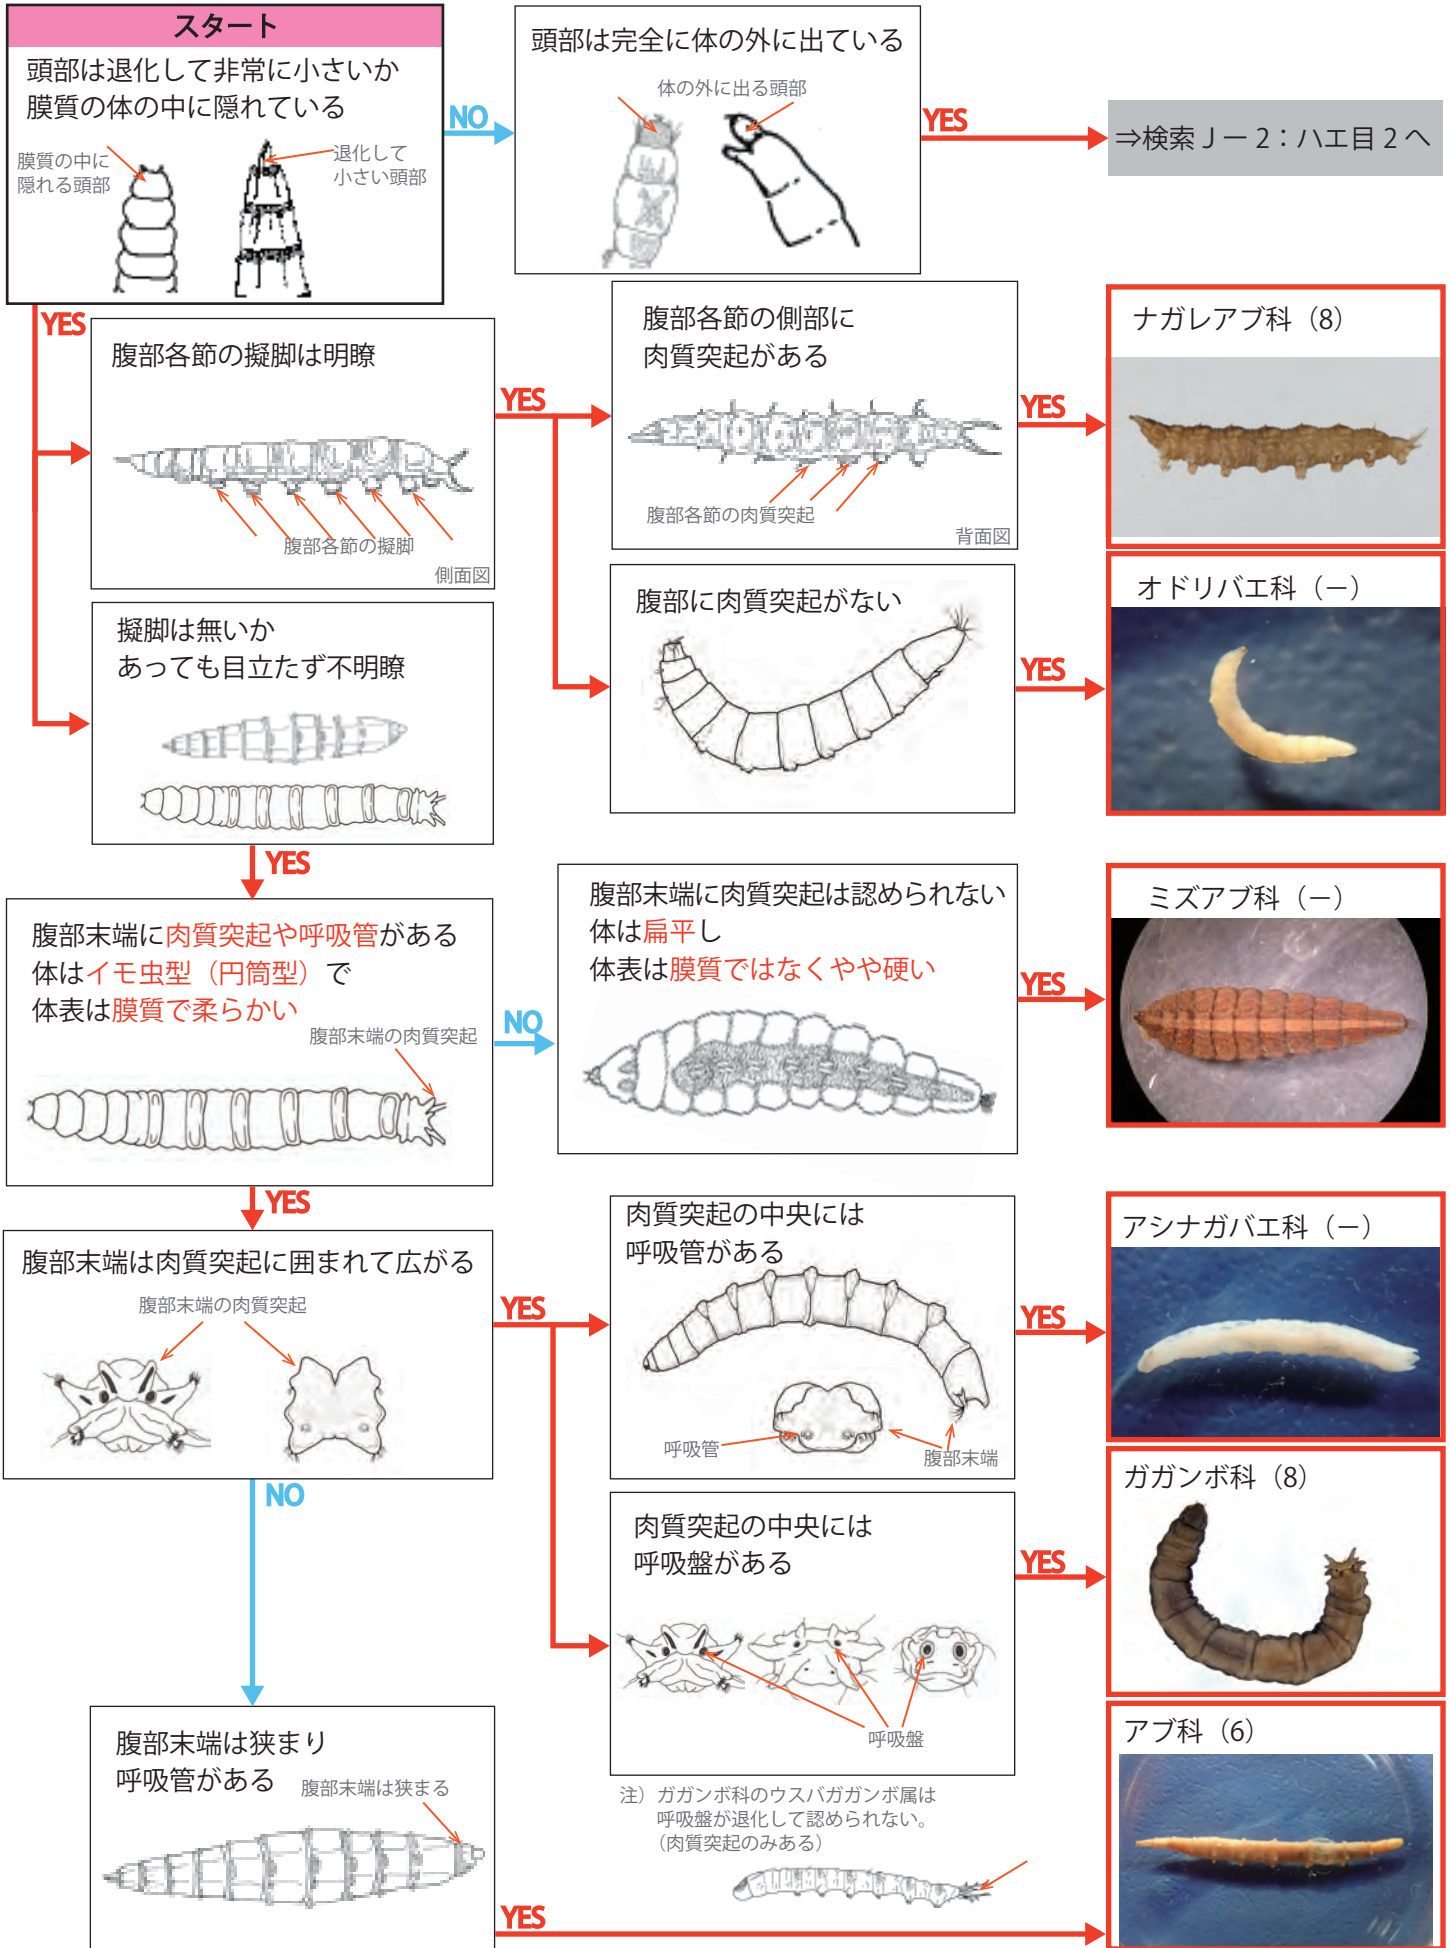 スタート
頭部は退化して非常に小さいか
膜質の体の中に隠れている
膜質の中に
隠れる頭部
退化して
小さい頭部
NO
頭部は完全に体の外に出ている
体の外に出る頭部
YES
⇒検索Jー2：ハエ目2へ
YES
腹部各節の擬脚は明瞭
腹部各節の擬脚
側面図
YES
腹部各節の側部に
肉質突起がある
腹部各節の肉質突起
背面図
YES
ナガレアブ科（8）
腹部に肉質突起がない
YES
オドリバエ科（－）
擬脚は無いか
あっても目立たず不明瞭
YES
腹部末端に肉質突起や呼吸管がある
体はイモ虫型（円筒型）で
体表は膜質で柔らかい
腹部末端の肉質突起
NO
腹部末端に肉質突起は認められない
体は扁平し
体表は膜質ではなくやや硬い
YES
ミズアブ科（－）
YES
腹部末端は肉質突起に囲まれて広がる
腹部末端の肉質突起
YES
肉質突起の中央には
呼吸管がある
呼吸管
腹部末端
YES
アシナガバエ科（－）
肉質突起の中央には
呼吸盤がある
呼吸盤
YES
ガガンボ科（8）
注）ガガンボ科のウスバガガンボ属は
呼吸盤が退化して認められない。
（肉質突起のみある）
NO
腹部末端は狭まり
呼吸管がある
腹部末端は狭まる
YES
アブ科（6）